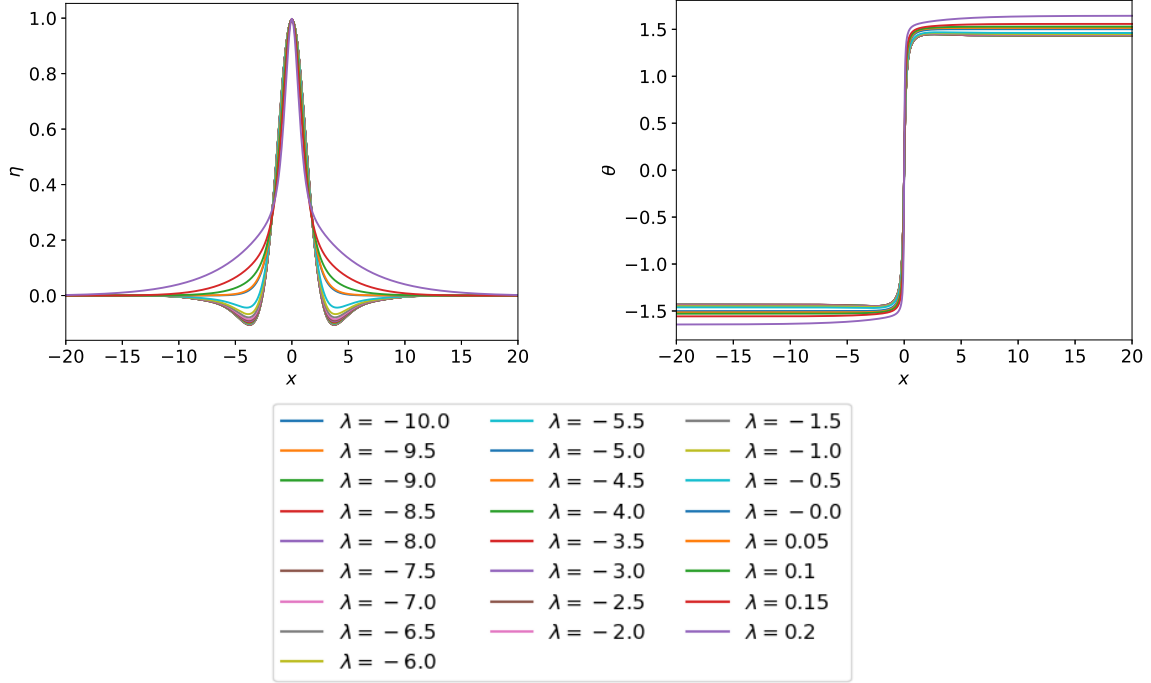 1.0
0.8
0.6
0.4
0.2
0.0
η
−20 −15 −10 −5 0 5 10 15 20
x
1.5
1.0
0.5
0.0
−0.5
−1.0
−1.5
θ
−20 −15 −10 −5 0 5 10 15 20
x
λ = −10.0
λ = −9.5
λ = −9.0
λ = −8.5
λ = −8.0
λ = −7.5
λ = −7.0
λ = −6.5
λ = −6.0
λ = −5.5
λ = −5.0
λ = −4.5
λ = −4.0
λ = −3.5
λ = −3.0
λ = −2.5
λ = −2.0
λ = −1.5
λ = −1.0
λ = −0.5
λ = −0.0
λ = 0.05
λ = 0.1
λ = 0.15
λ = 0.2